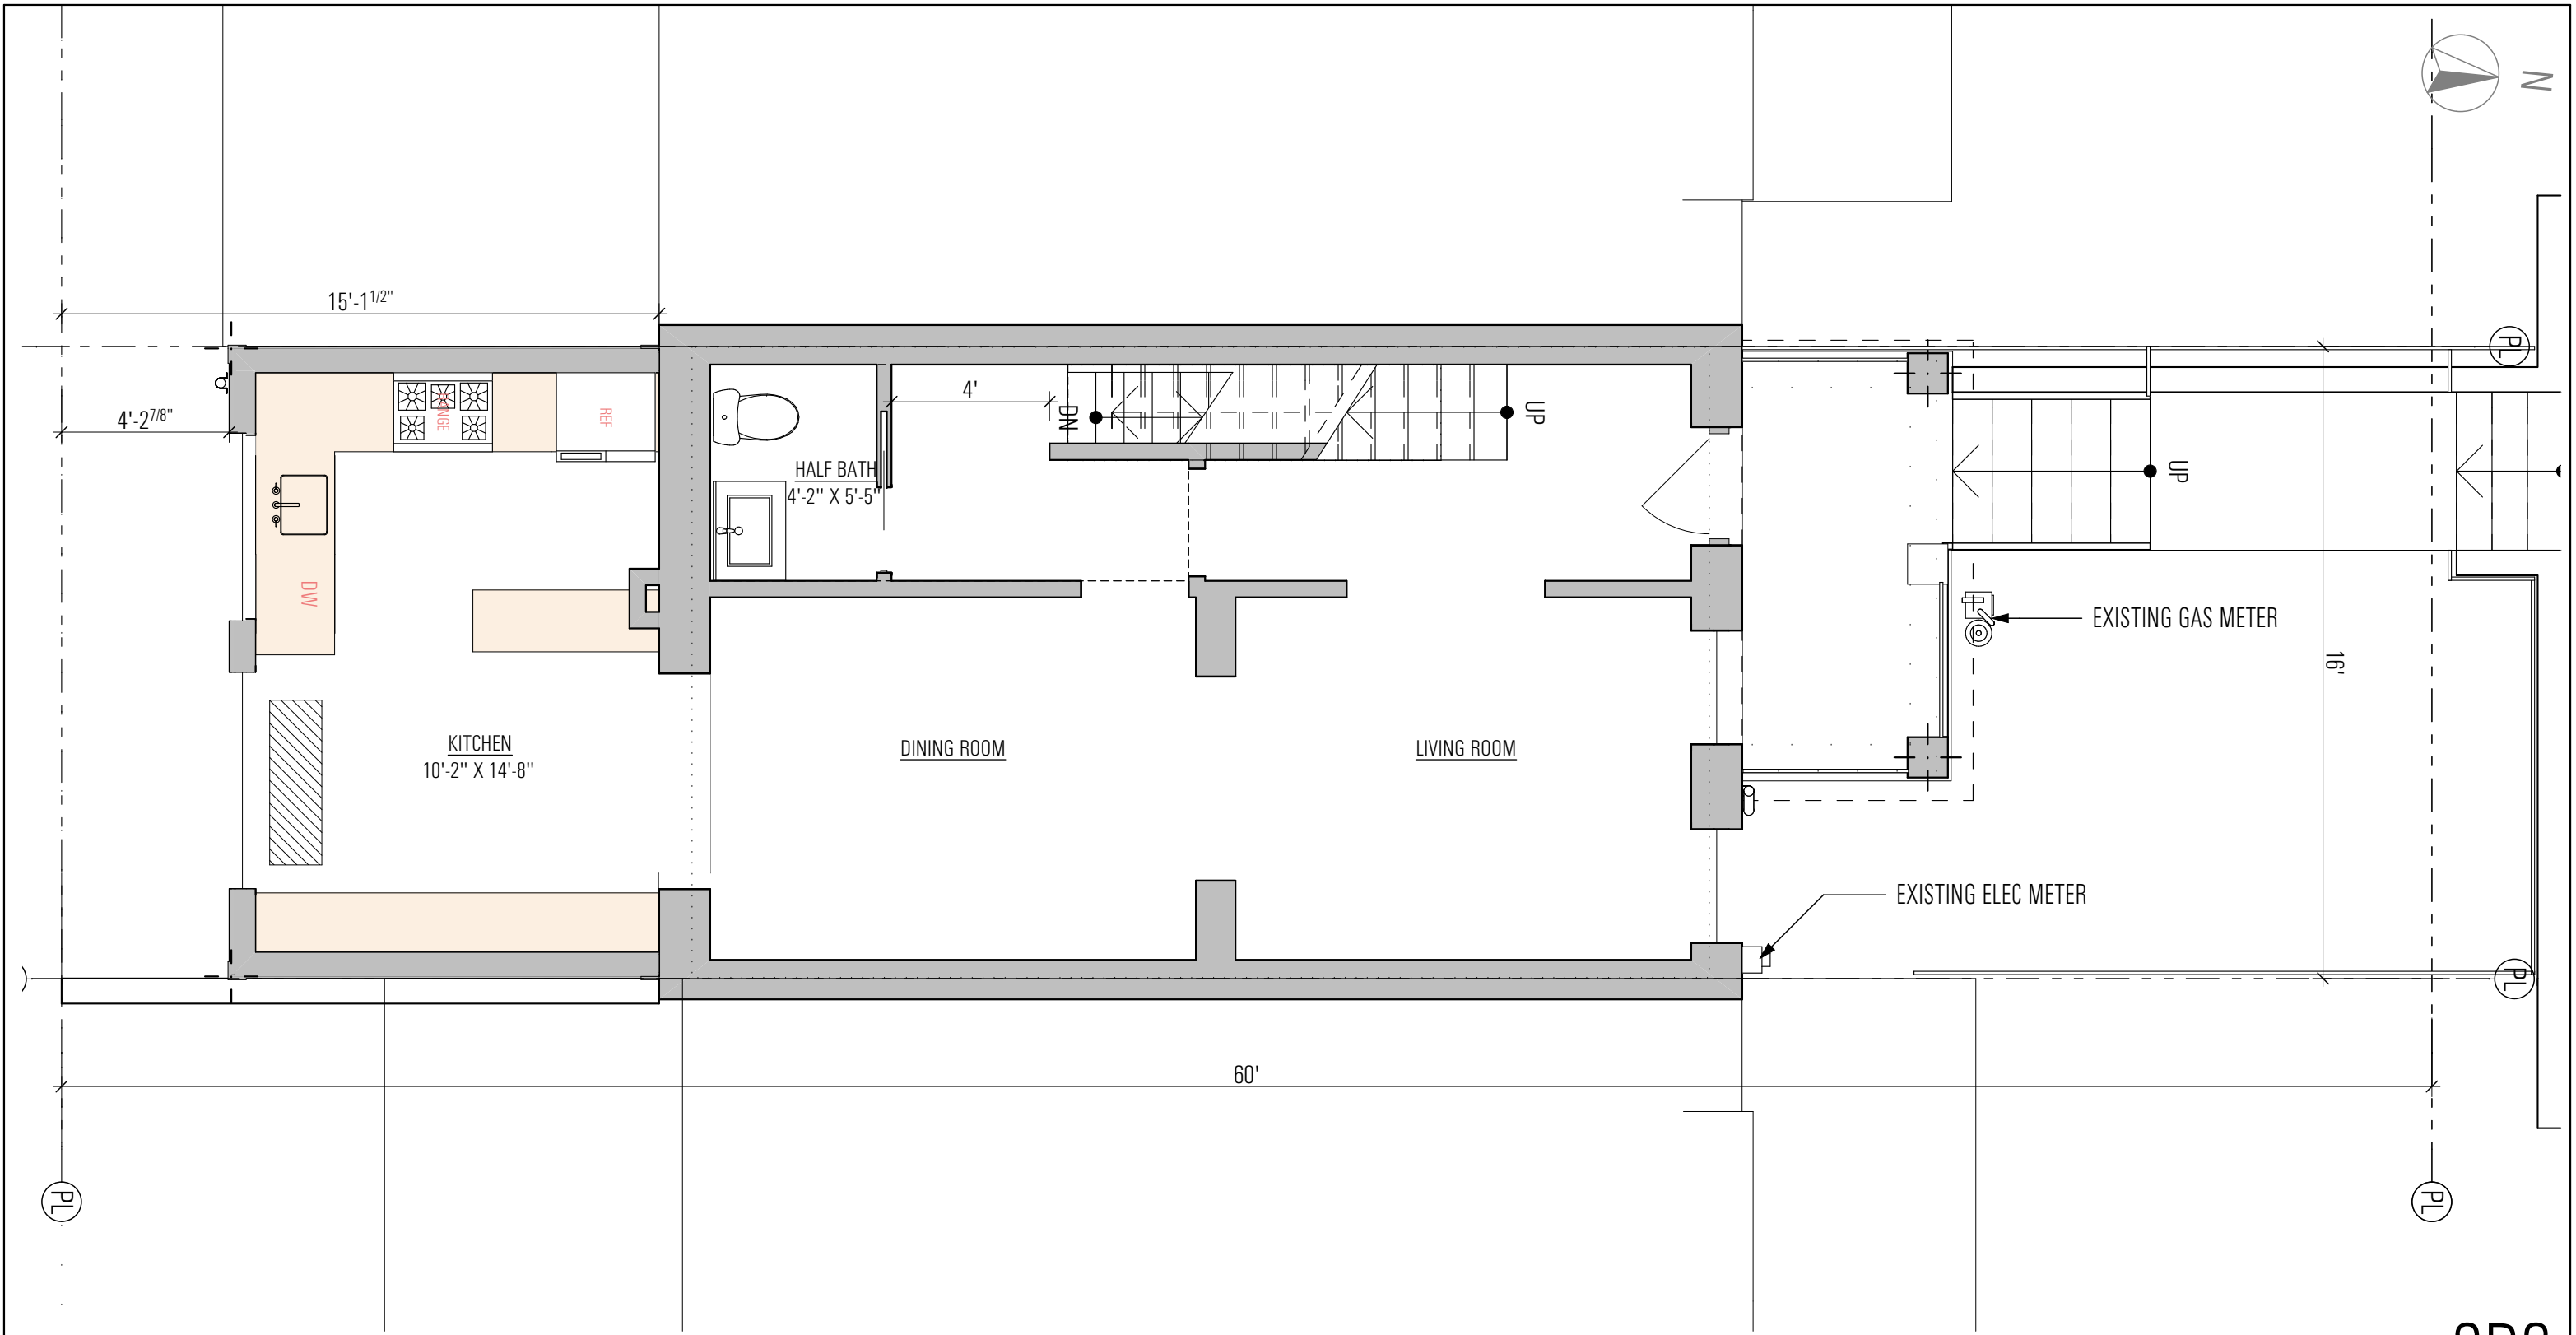 N
15'-1 1/2"
PL
4'
4'-2 7/8"
RANGE
REF
DN
UP
HALF BATH
4'-2" X 5'-5"
UP
DW
EXISTING GAS METER
16'
KITCHEN
10'-2" X 14'-8"
DINING ROOM
LIVING ROOM
EXISTING ELEC METER
PL
60'
PL
PL